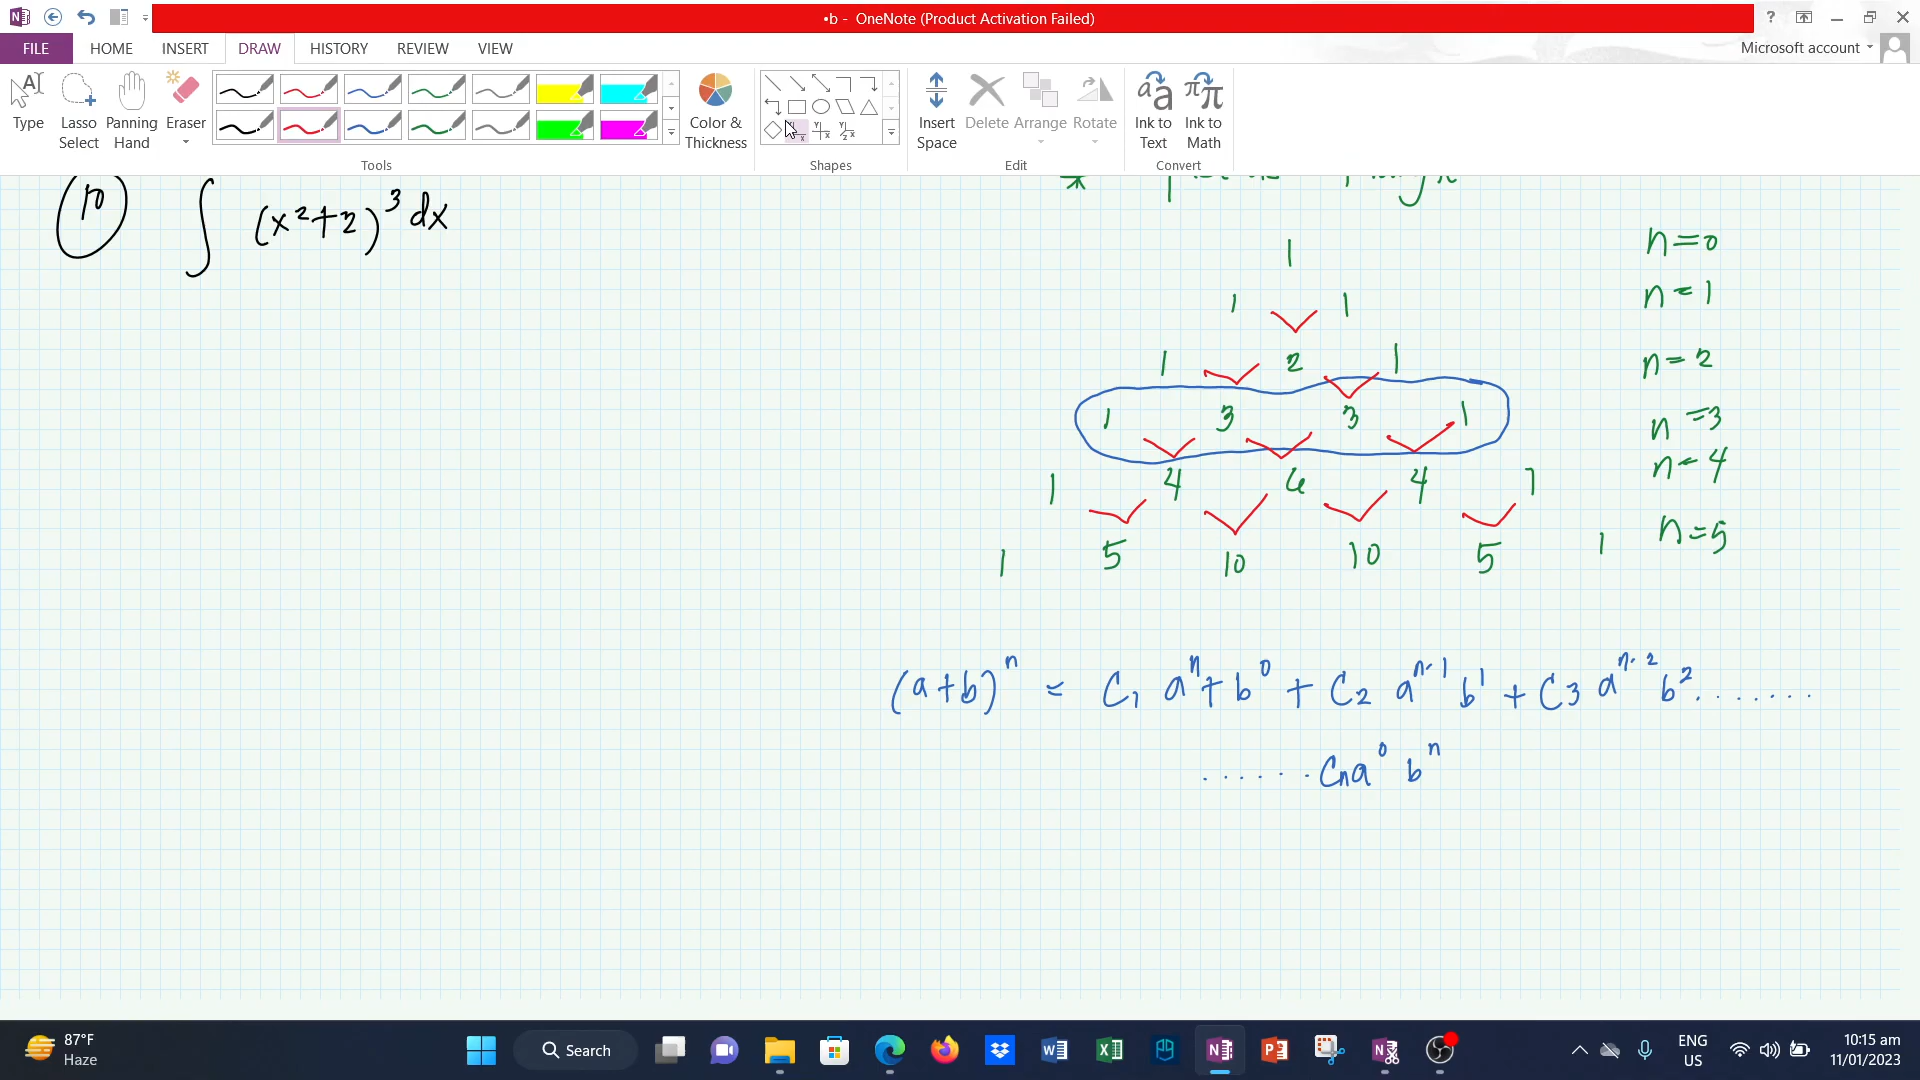 •b - OneNote (Product Activation Failed)
?
FILE HOME INSERT DRAW HISTORY REVIEW VIEW
Microsoft account
Type
Lasso Select
Panning Hand
Eraser
Color & Thickness
Insert Space
Delete
Arrange
Rotate
Ink to Text
Ink to Math
Tools
Shapes
Edit
Convert
10 ∫ (x²+2)³ dx
1 n=0
1 1 n=1
1 2 1 n=2
1 3 3 1 n=3
1 4 6 4 1 n=4
1 5 10 10 5 1 n=5
(a+b)ⁿ = C₁ aⁿ+ b⁰ + C₂ aⁿ⁻¹ b¹ + C3 aⁿ⁻² b² .......
...... Cna⁰ bⁿ
87°F
Haze
Search
ENG
US
10:15 am
11/01/2023